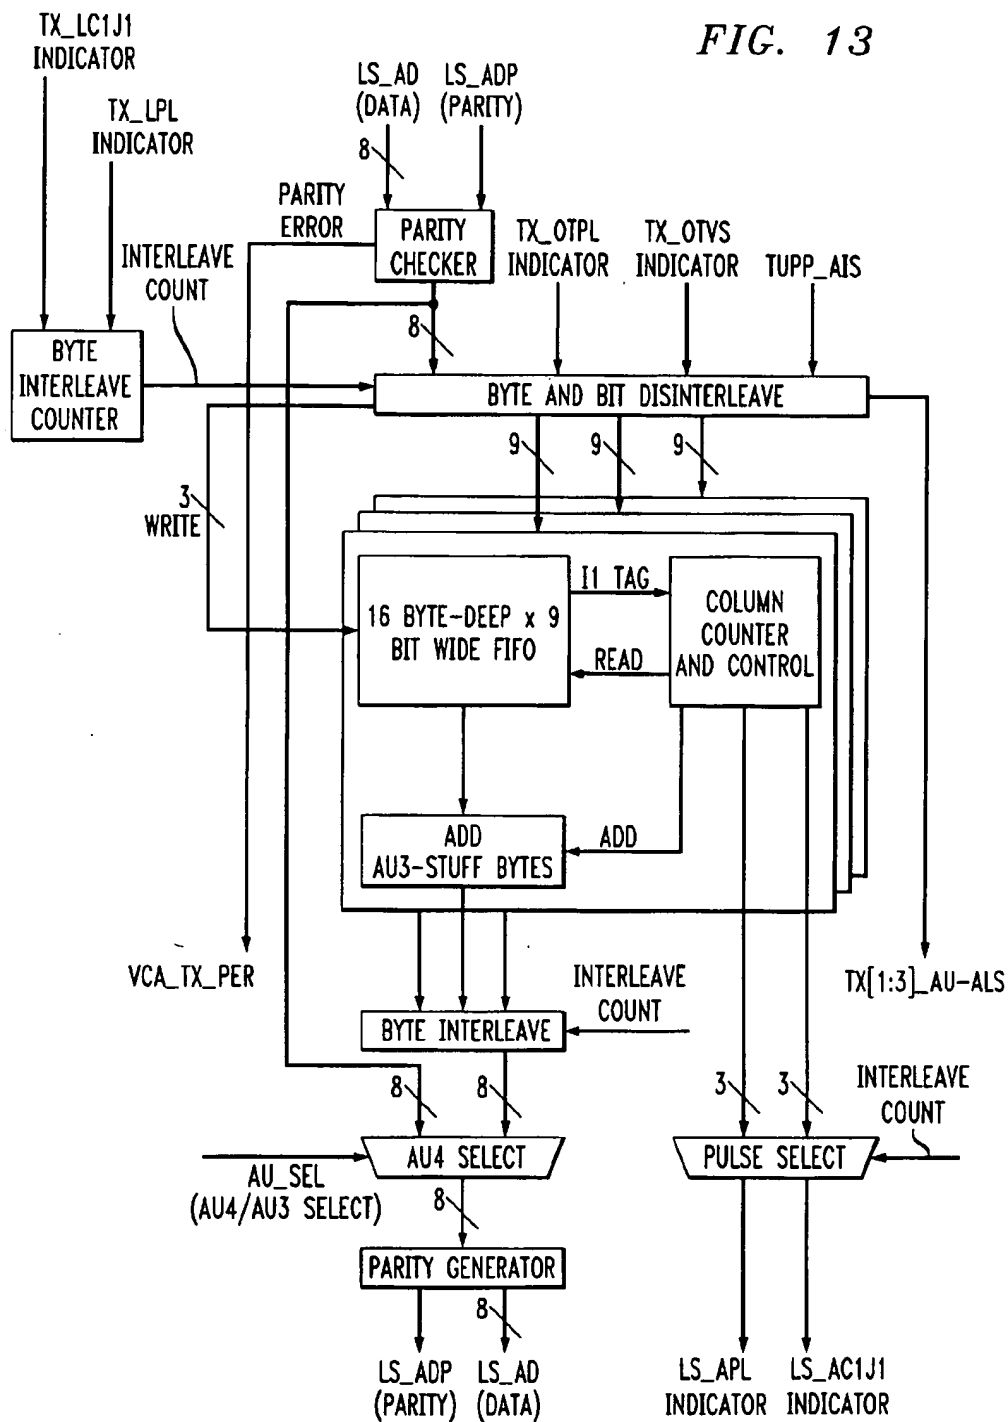 FIG. 13
TX_LC1J1
INDICATOR
TX_LPL
INDICATOR
LS_AD
(DATA)
LS_ADP
(PARITY)
8
PARITY
ERROR
PARITY
CHECKER
TX_OTPL
INDICATOR
TX_OTVS
INDICATOR
TUPP_AIS
INTERLEAVE
COUNT
8
BYTE
INTERLEAVE
COUNTER
BYTE AND BIT DISINTERLEAVE
9
9
9
3
WRITE
16 BYTE-DEEP x 9
BIT WIDE FIFO
I1 TAG
READ
COLUMN
COUNTER
AND CONTROL
ADD
AU3-STUFF BYTES
ADD
VCA_TX_PER
TX[1:3]_AU-ALS
INTERLEAVE
COUNT
BYTE INTERLEAVE
8
8
3
3
INTERLEAVE
COUNT
AU4 SELECT
PULSE SELECT
AU_SEL
(AU4/AU3 SELECT)
8
PARITY GENERATOR
8
LS_ADP
(PARITY)
LS_AD
(DATA)
LS_APL
INDICATOR
LS_AC1J1
INDICATOR